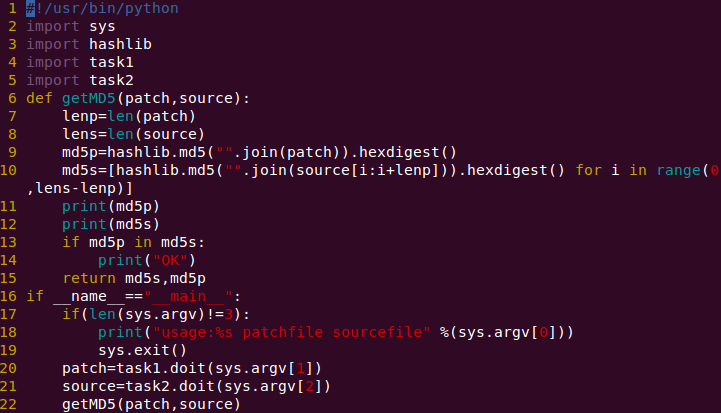 1 #!/usr/bin/python
2 import sys
3 import hashlib
4 import task1
5 import task2
6 def getMD5(patch,source):
7     lenp=len(patch)
8     lens=len(source)
9     md5p=hashlib.md5("".join(patch)).hexdigest()
10     md5s=[hashlib.md5("".join(source[i:i+lenp])).hexdigest() for i in range(0
,lens-lenp)]
11     print(md5p)
12     print(md5s)
13     if md5p in md5s:
14         print("OK")
15     return md5s,md5p
16 if __name__=="__main__":
17     if(len(sys.argv)!=3):
18         print("usage:%s patchfile sourcefile" %(sys.argv[0]))
19         sys.exit()
20     patch=task1.doit(sys.argv[1])
21     source=task2.doit(sys.argv[2])
22     getMD5(patch,source)